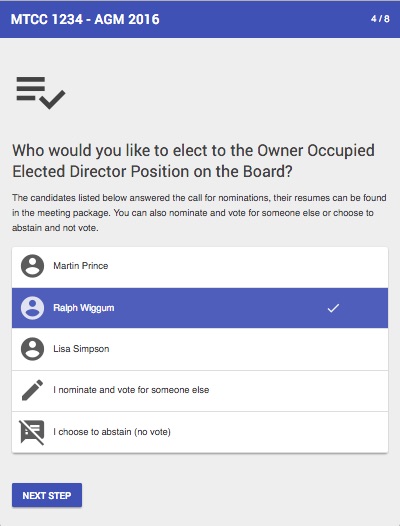 MTCC 1234 - AGM 2016
4 / 8
Who would you like to elect to the Owner Occupied
Elected Director Position on the Board?
The candidates listed below answered the call for nominations, their resumes can be found
in the meeting package. You can also nominate and vote for someone else or choose to
abstain and not vote.
Martin Prince
Ralph Wiggum
Lisa Simpson
I nominate and vote for someone else
I choose to abstain (no vote)
NEXT STEP